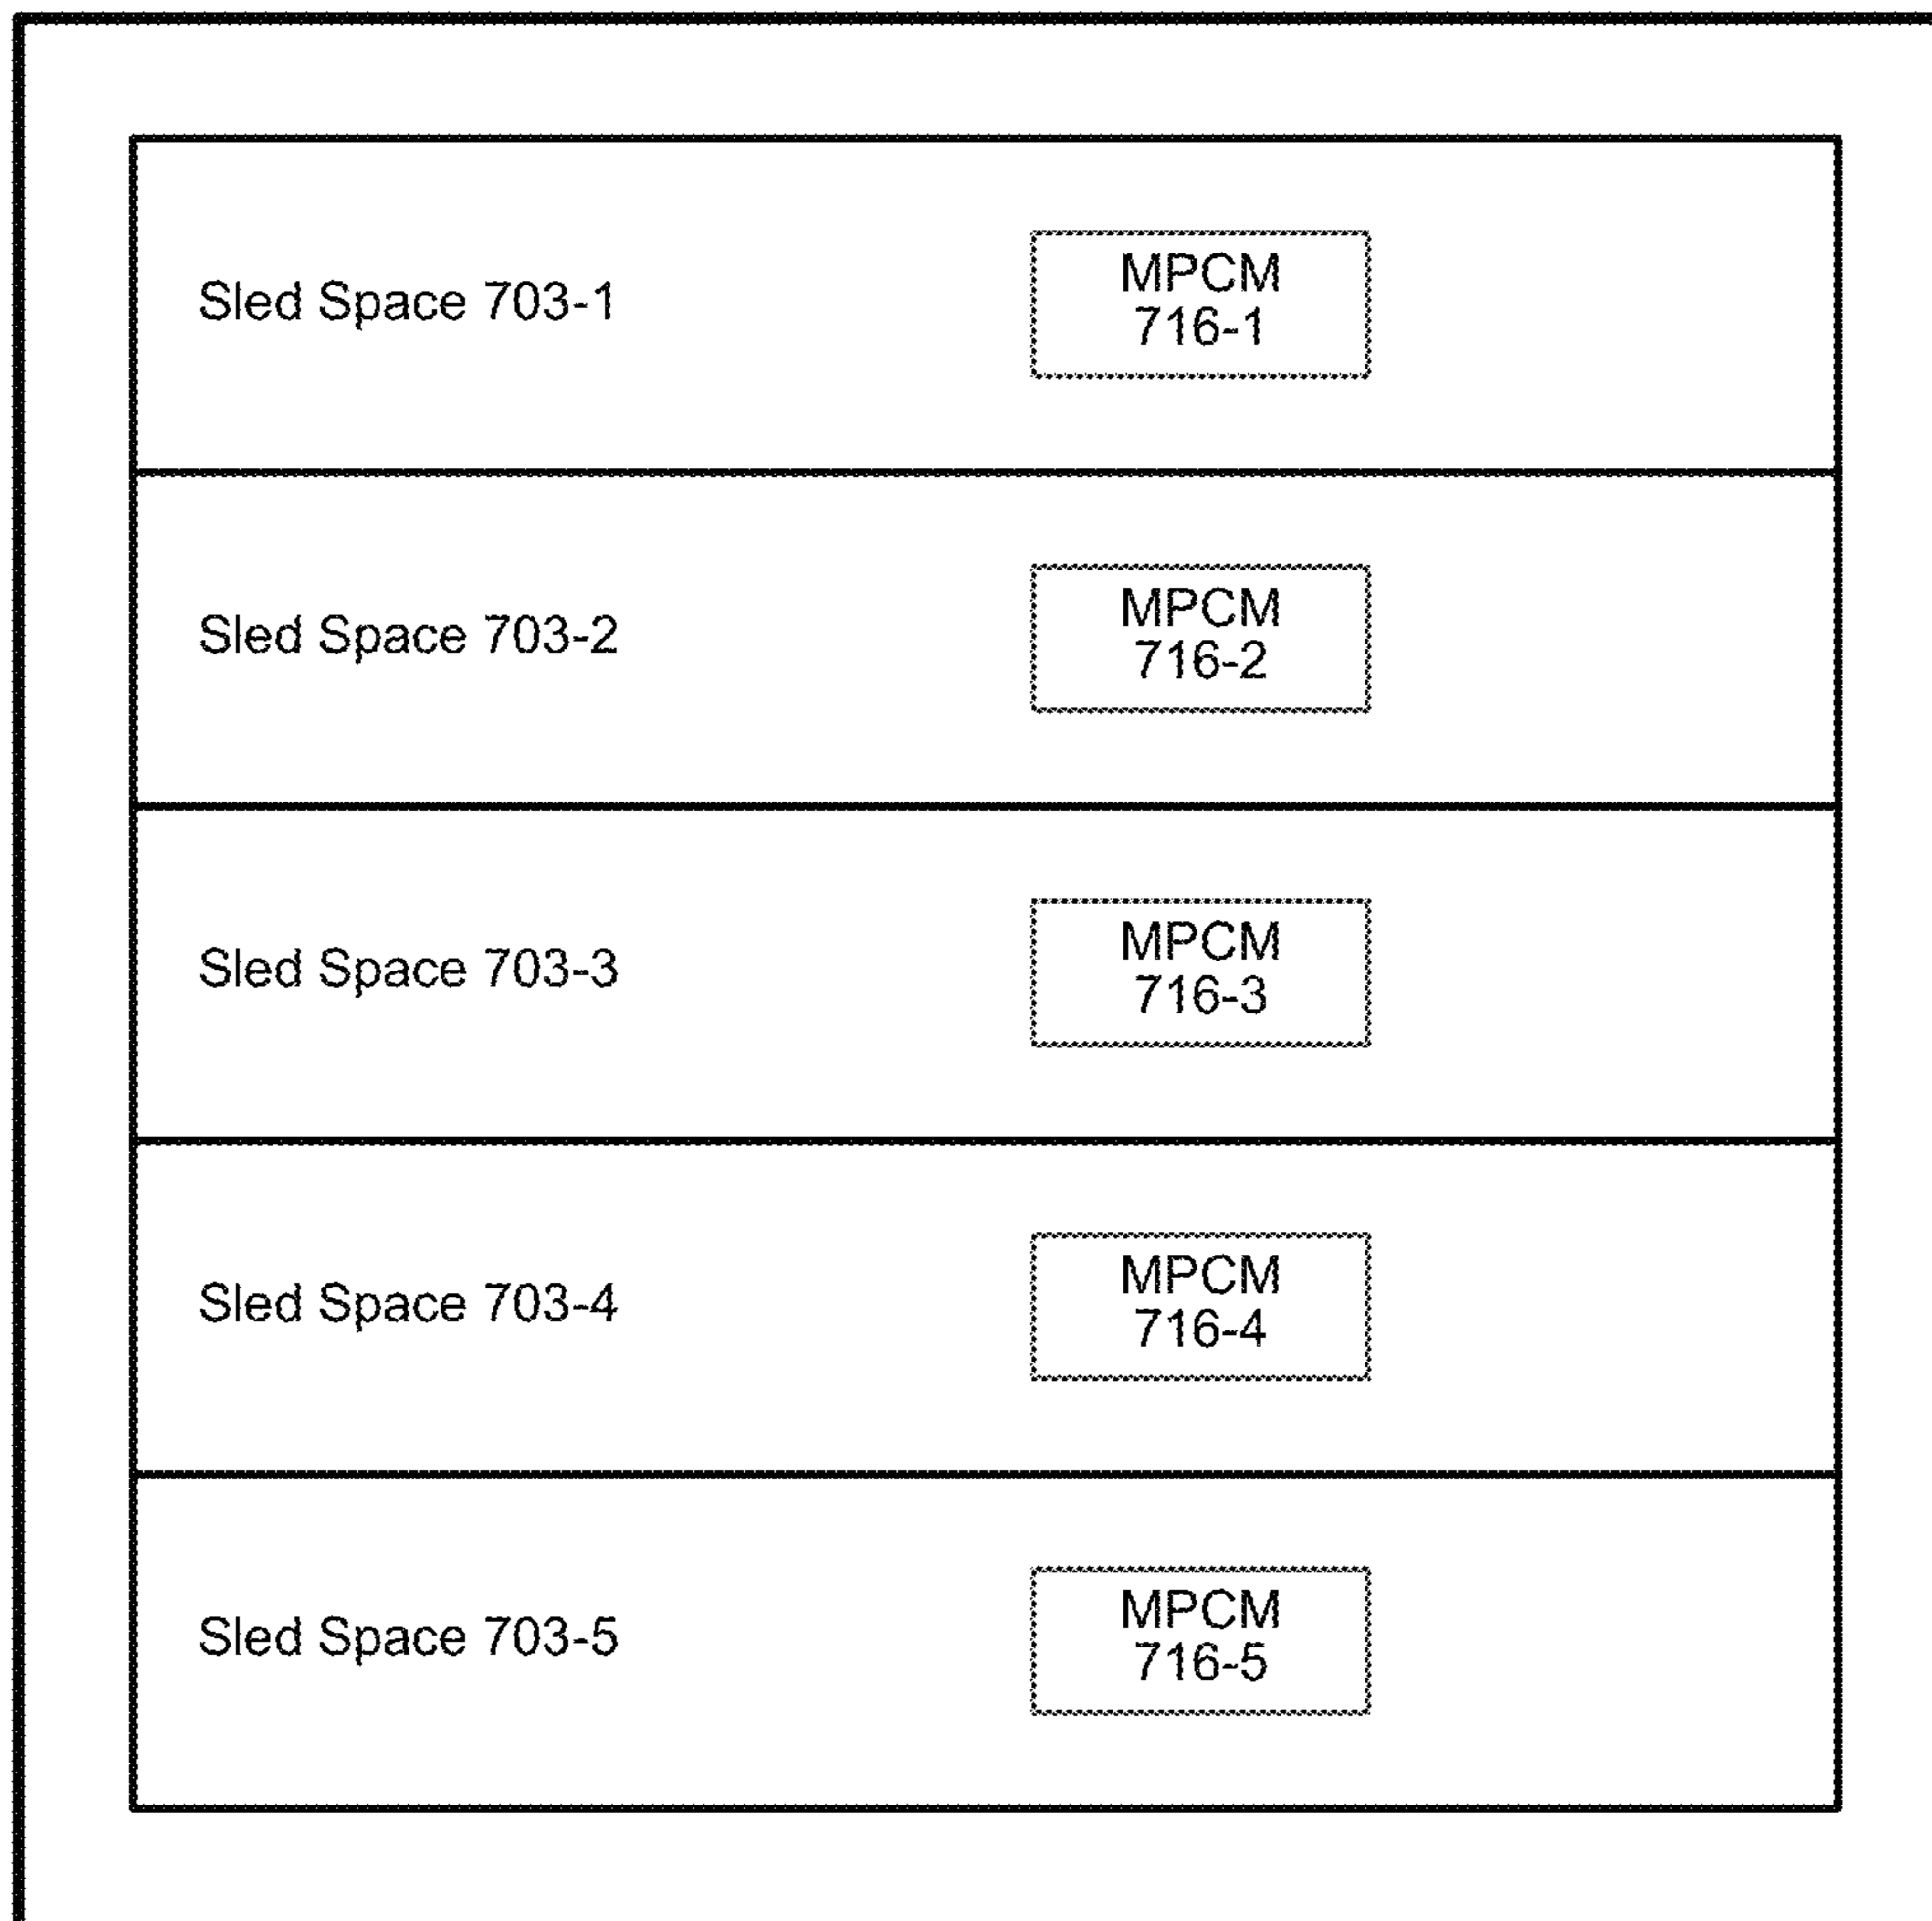 Sled Space 703-1
MPCM
716-1
Sled Space 703-2
MPCM
716-2
Sled Space 703-3
MPCM
716-3
Sled Space 703-4
MPCM
716-4
Sled Space 703-5
MPCM
716-5